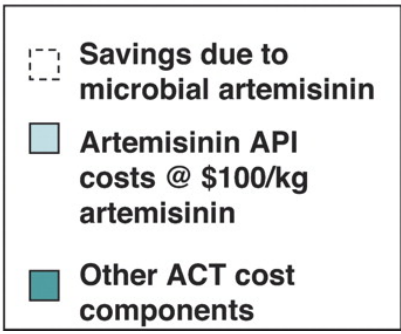 Savings due to
microbial artemisinin
Artemisinin API
costs @ $100/kg
artemisinin
Other ACT cost
components